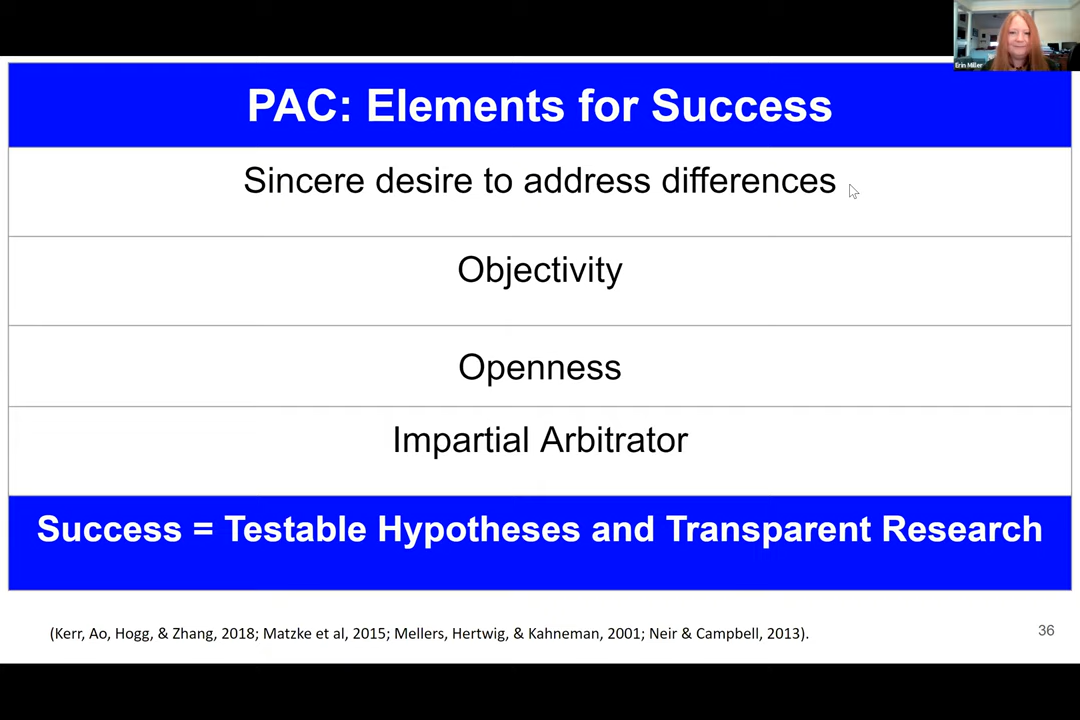 Erin Miller
PAC: Elements for Success
Sincere desire to address differences
Objectivity
Openness
Impartial Arbitrator
Success = Testable Hypotheses and Transparent Research
(Kerr, Ao, Hogg, & Zhang, 2018; Matzke et al, 2015; Mellers, Hertwig, & Kahneman, 2001; Neir & Campbell, 2013).
36